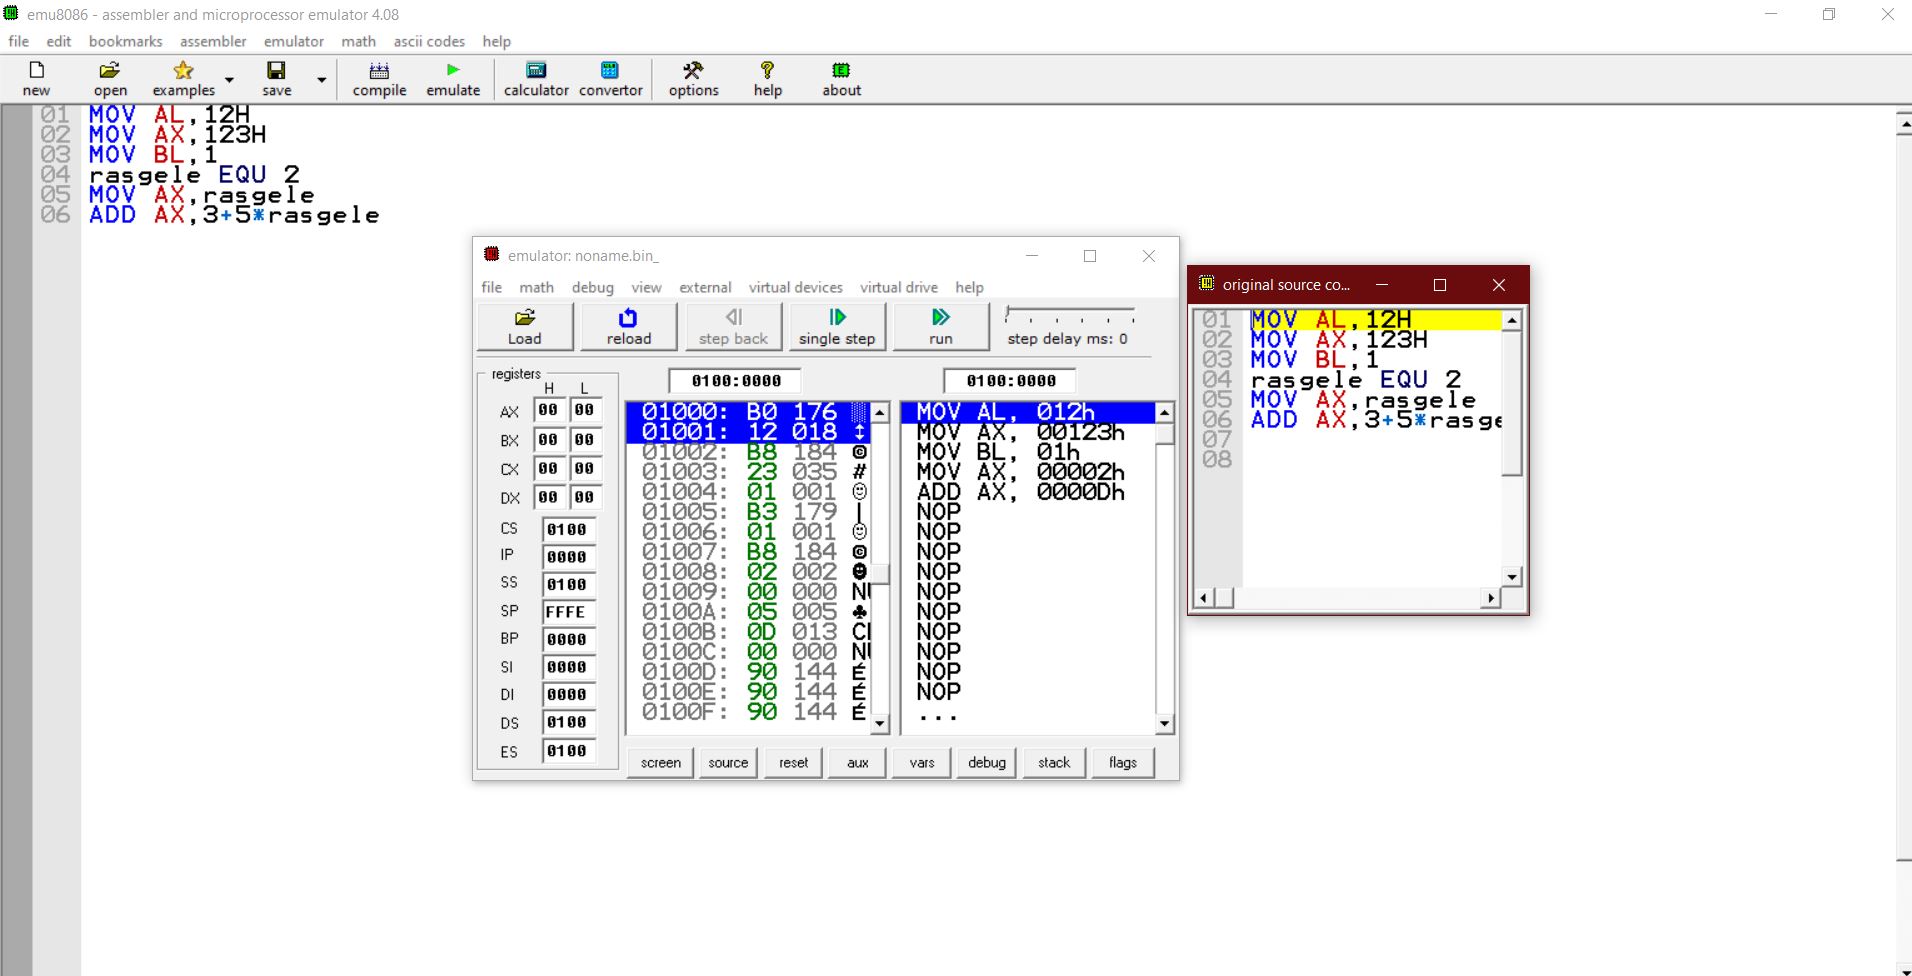 emu8086 - assembler and microprocessor emulator 4.08
file edit bookmarks assembler emulator math ascii codes help
new open examples save compile emulate calculator convertor options help about
01 MOV AL,12H
02 MOV AX,123H
03 MOV BL,1
04 rasgele EQU 2
05 MOV AX,rasgele
06 ADD AX,3+5*rasgele
emulator: noname.bin_
file math debug view external virtual devices virtual drive help
Load reload step back single step run step delay ms: 0
registers
H L
AX 00 00
BX 00 00
CX 00 00
DX 00 00
CS 0100
IP 0000
SS 0100
SP FFFE
BP 0000
SI 0000
DI 0000
DS 0100
ES 0100
0100:0000
01000: B0 176 ▒
01001: 12 018 ↕
01002: B8 184 ©
01003: 23 035 #
01004: 01 001 ☺
01005: B3 179 |
01006: 01 001 ☺
01007: B8 184 ©
01008: 02 002 ☻
01009: 00 000 NU
0100A: 05 005 ♣
0100B: 0D 013 CR
0100C: 00 000 NU
0100D: 90 144 É
0100E: 90 144 É
0100F: 90 144 É
0100:0000
MOV AL, 012h
MOV AX, 00123h
MOV BL, 01h
MOV AX, 00002h
ADD AX, 0000Dh
NOP
NOP
NOP
NOP
NOP
NOP
NOP
NOP
NOP
NOP
...
screen source reset aux vars debug stack flags
original source co...
01 MOV AL,12H
02 MOV AX,123H
03 MOV BL,1
04 rasgele EQU 2
05 MOV AX,rasgele
06 ADD AX,3+5*rasge
07
08